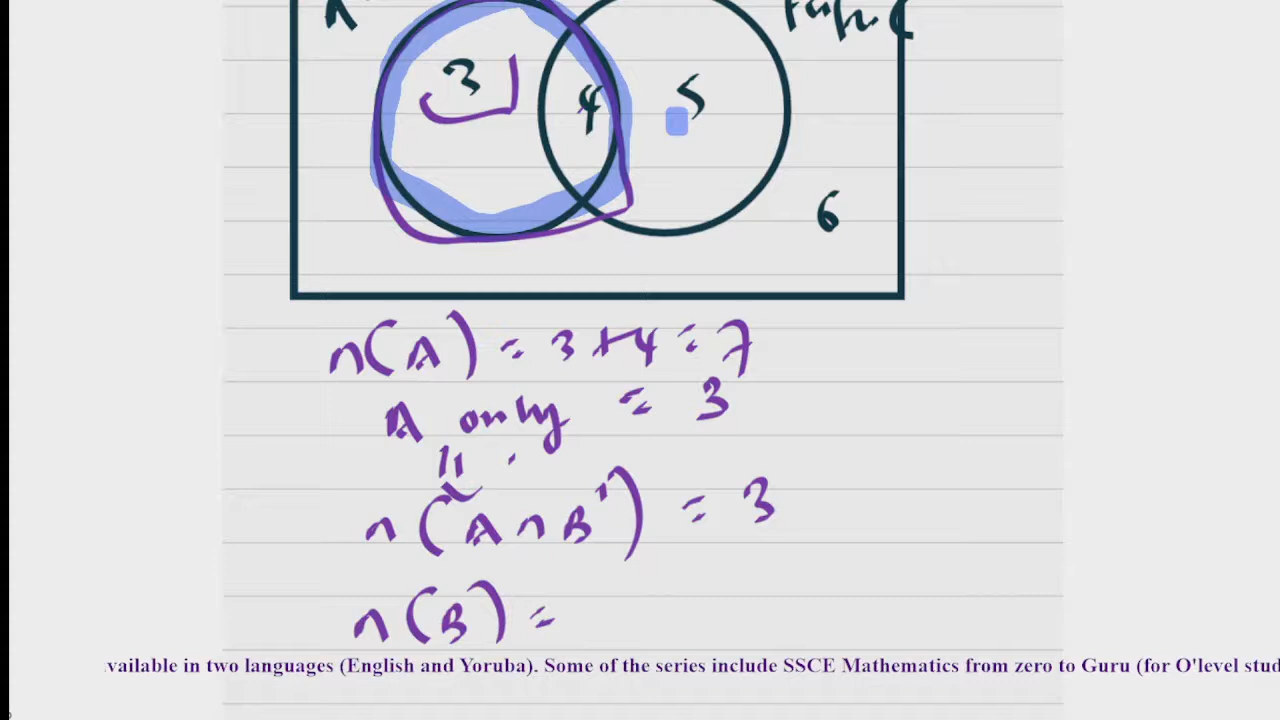 3 4 5
6
n(A) = 3+4 = 7
A only = 3
n(A∩B') = 3
n(B) =
vailable in two languages (English and Yoruba). Some of the series include SSCE Mathematics from zero to Guru (for O'level stud